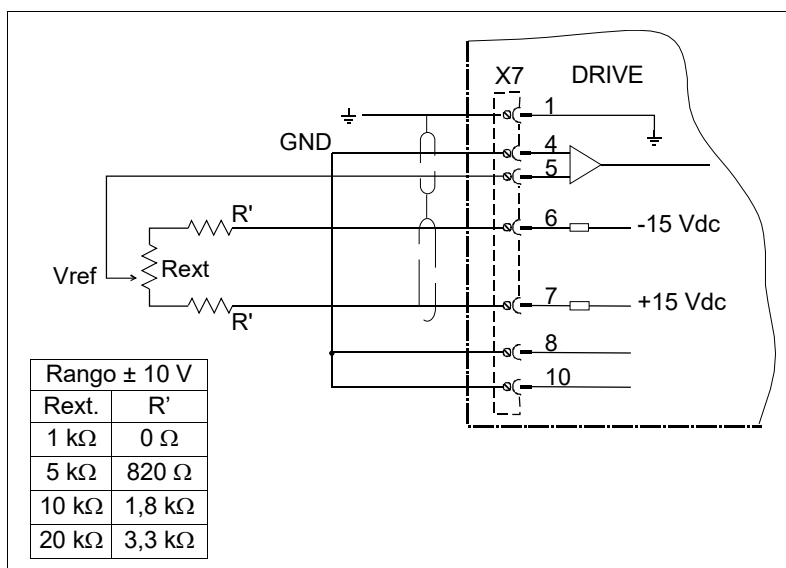 X7 DRIVE
1
GND
4
5
R'
6
-15 Vdc
Vref
Rext
R'
7
+15 Vdc
8
10
Rango ± 10 V
Rext. R’
1 kΩ 0 Ω
5 kΩ 820 Ω
10 kΩ 1,8 kΩ
20 kΩ 3,3 kΩ